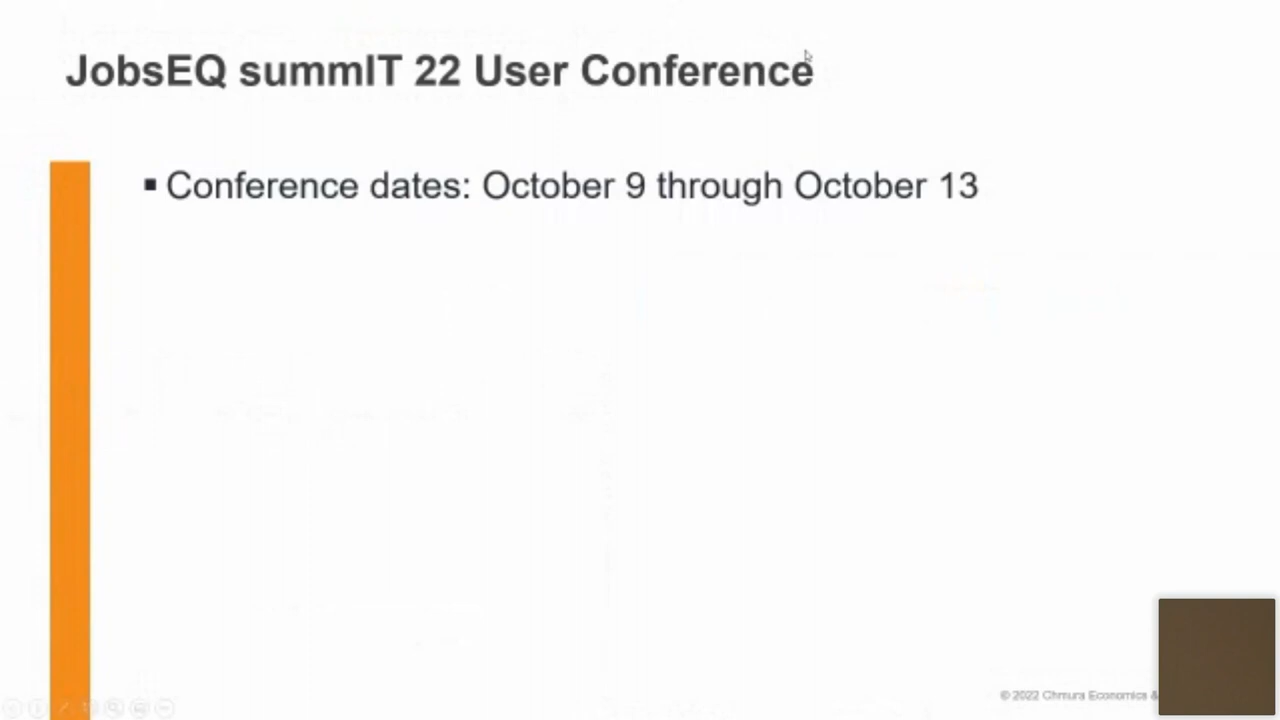 JobsEQ summIT 22 User Conference
▪ Conference dates: October 9 through October 13
© 2022 Chmura Economics &